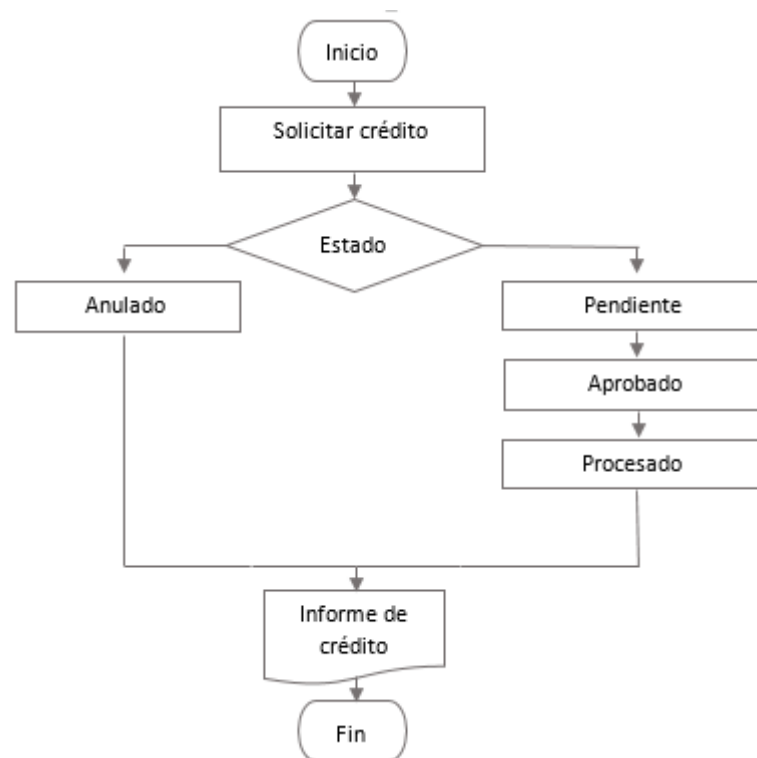 Inicio
Solicitar crédito
Estado
Anulado
Pendiente
Aprobado
Procesado
Informe de
crédito
Fin